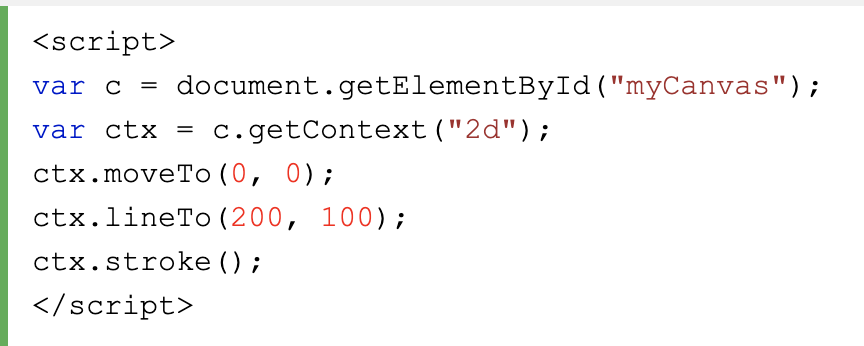 <script>
var c = document.getElementById("myCanvas");
var ctx = c.getContext("2d");
ctx.moveTo(0, 0);
ctx.lineTo(200, 100);
ctx.stroke();
</script>